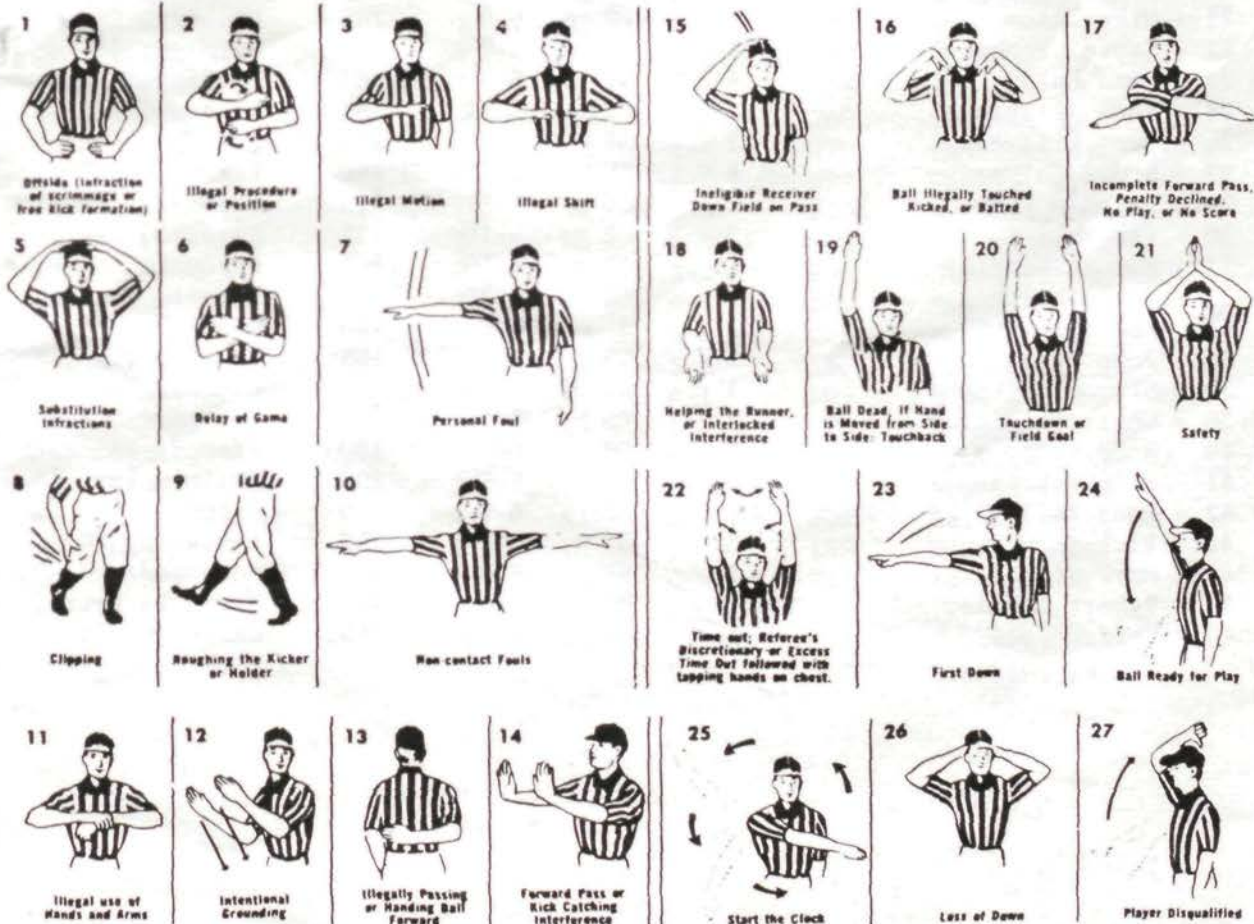 1
Offside (Infraction
of scrimmage or
free kick formation)
2
Illegal Procedure
or Position
3
Illegal Motion
4
Illegal Shift
5
Substitution
Infractions
6
Delay of Game
7
Personal Foul
8
Clipping
9
Roughing the Kicker
or Holder
10
Non-contact Fouls
11
Illegal use of
Hands and Arms
12
Intentional
Grounding
13
Illegally Passing
or Handing Ball
Forward
14
Forward Pass or
Kick Catching
Interference
15
Ineligible Receiver
Down Field on Pass
16
Ball Illegally Touched
Kicked, or Batted
17
Incomplete Forward Pass,
Penalty Declined,
No Play, or No Score
18
Helping the Runner,
or Interlocked
Interference
19
Ball Dead, If Hand
is Moved from Side
to Side: Touchback
20
Touchdown or
Field Goal
21
Safety
22
Time out; Referee's
Discretionary or Excess
Time Out followed with
tapping hands on chest.
23
First Down
24
Ball Ready for Play
25
Start the Clock
26
Loss of Down
27
Player Disqualified